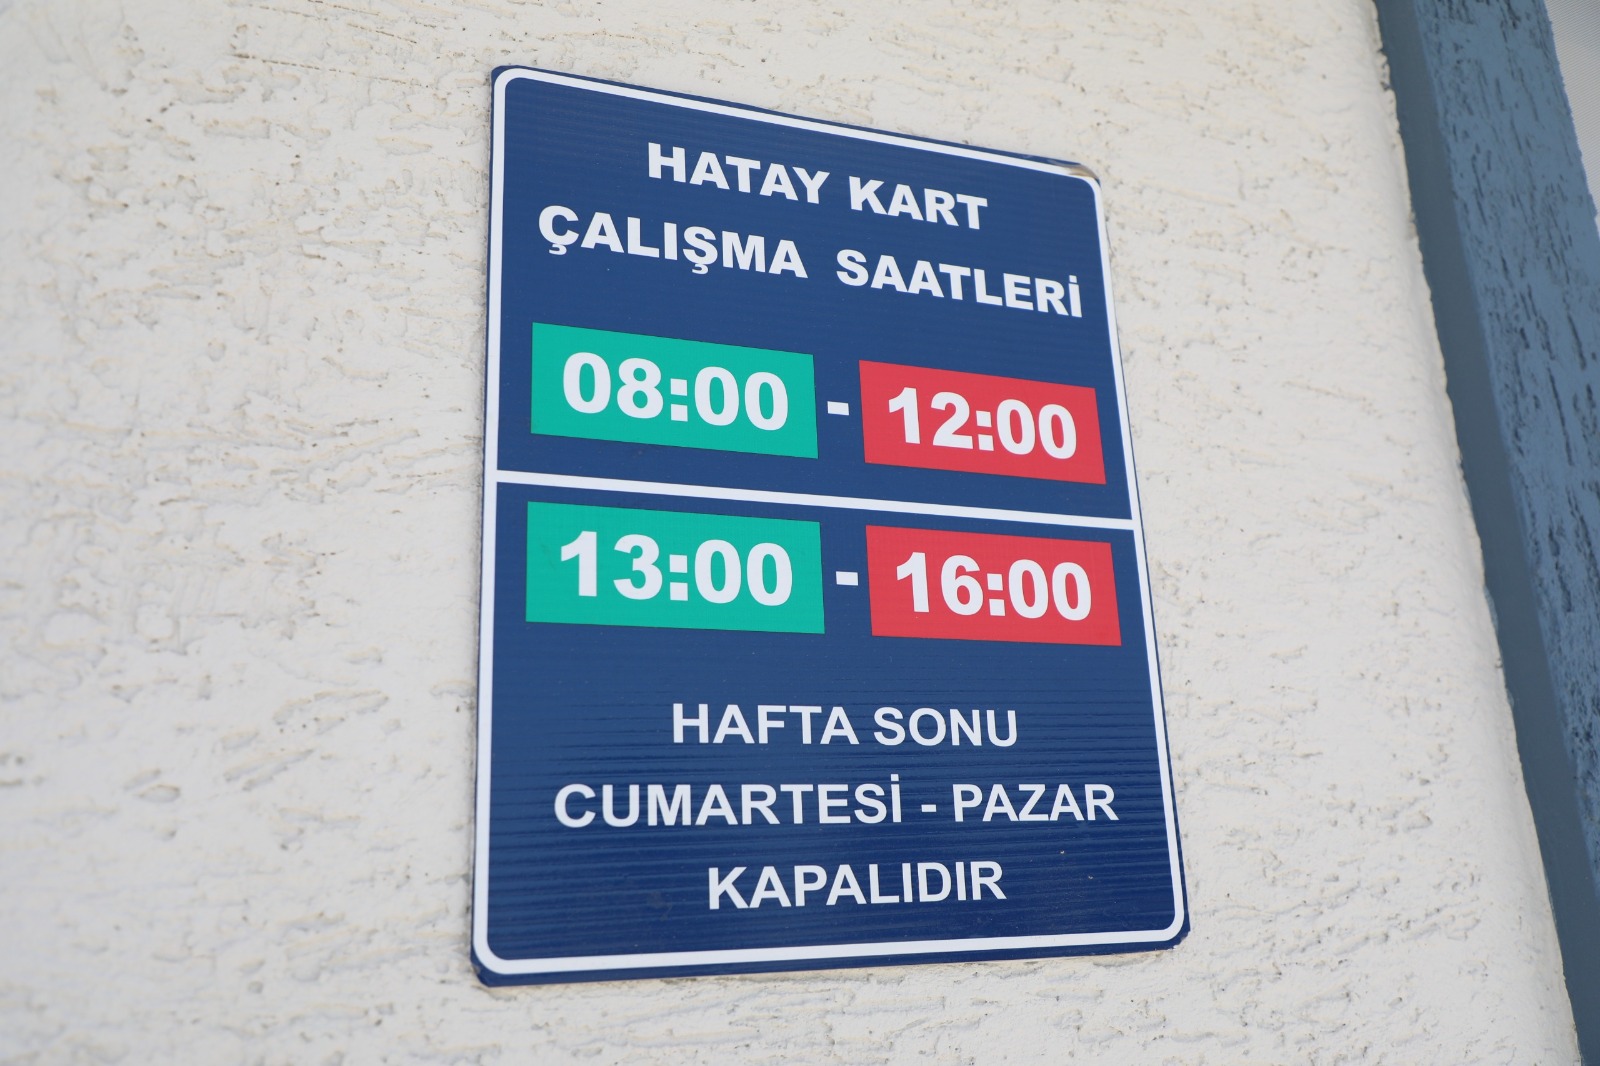 HATAY KART
ÇALIŞMA SAATLERİ
08:00 - 12:00
13:00 - 16:00
HAFTA SONU
CUMARTESİ - PAZAR
KAPALIDIR